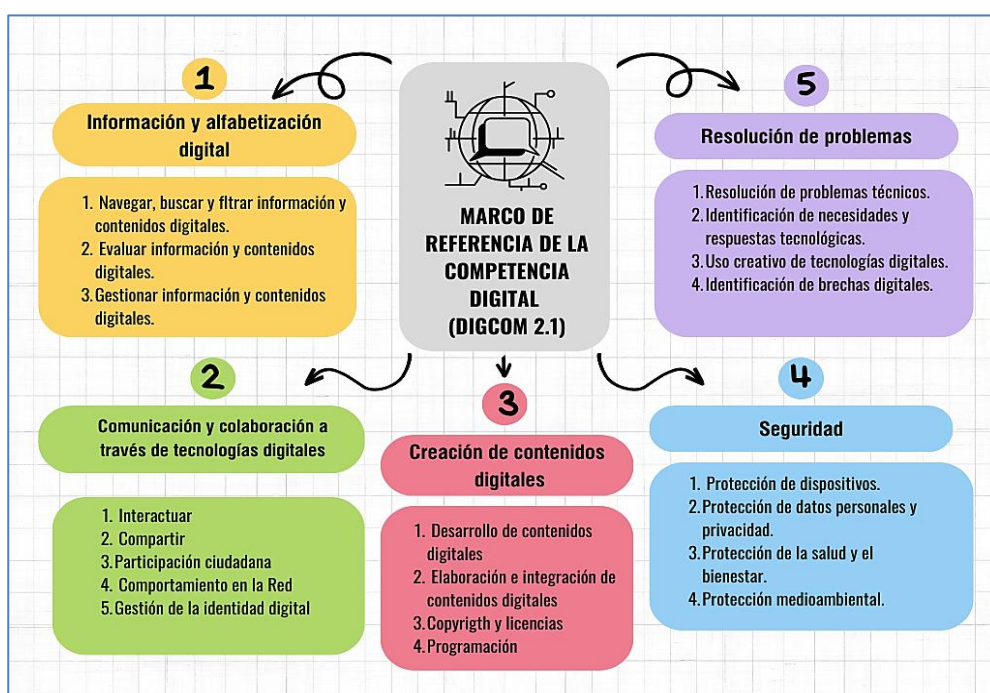 MARCO DE
REFERENCIA DE LA
COMPETENCIA
DIGITAL
(DIGCOM 2.1)
1
Información y alfabetización
digital
1. Navegar, buscar y fltrar información y
contenidos digitales.
2. Evaluar información y contenidos
digitales.
3. Gestionar información y contenidos
digitales.
2
Comunicación y colaboración a
través de tecnologías digitales
1. Interactuar
2. Compartir
3. Participación ciudadana
4. Comportamiento en la Red
5. Gestión de la identidad digital
3
Creación de contenidos
digitales
1. Desarrollo de contenidos
digitales
2. Elaboración e integración de
contenidos digitales
3. Copyrigth y licencias
4. Programación
4
Seguridad
1. Protección de dispositivos.
2. Protección de datos personales y
privacidad.
3. Protección de la salud y el
bienestar.
4. Protección medioambiental.
5
Resolución de problemas
1. Resolución de problemas técnicos.
2. Identificación de necesidades y
respuestas tecnológicas.
3. Uso creativo de tecnologías digitales.
4. Identificación de brechas digitales.